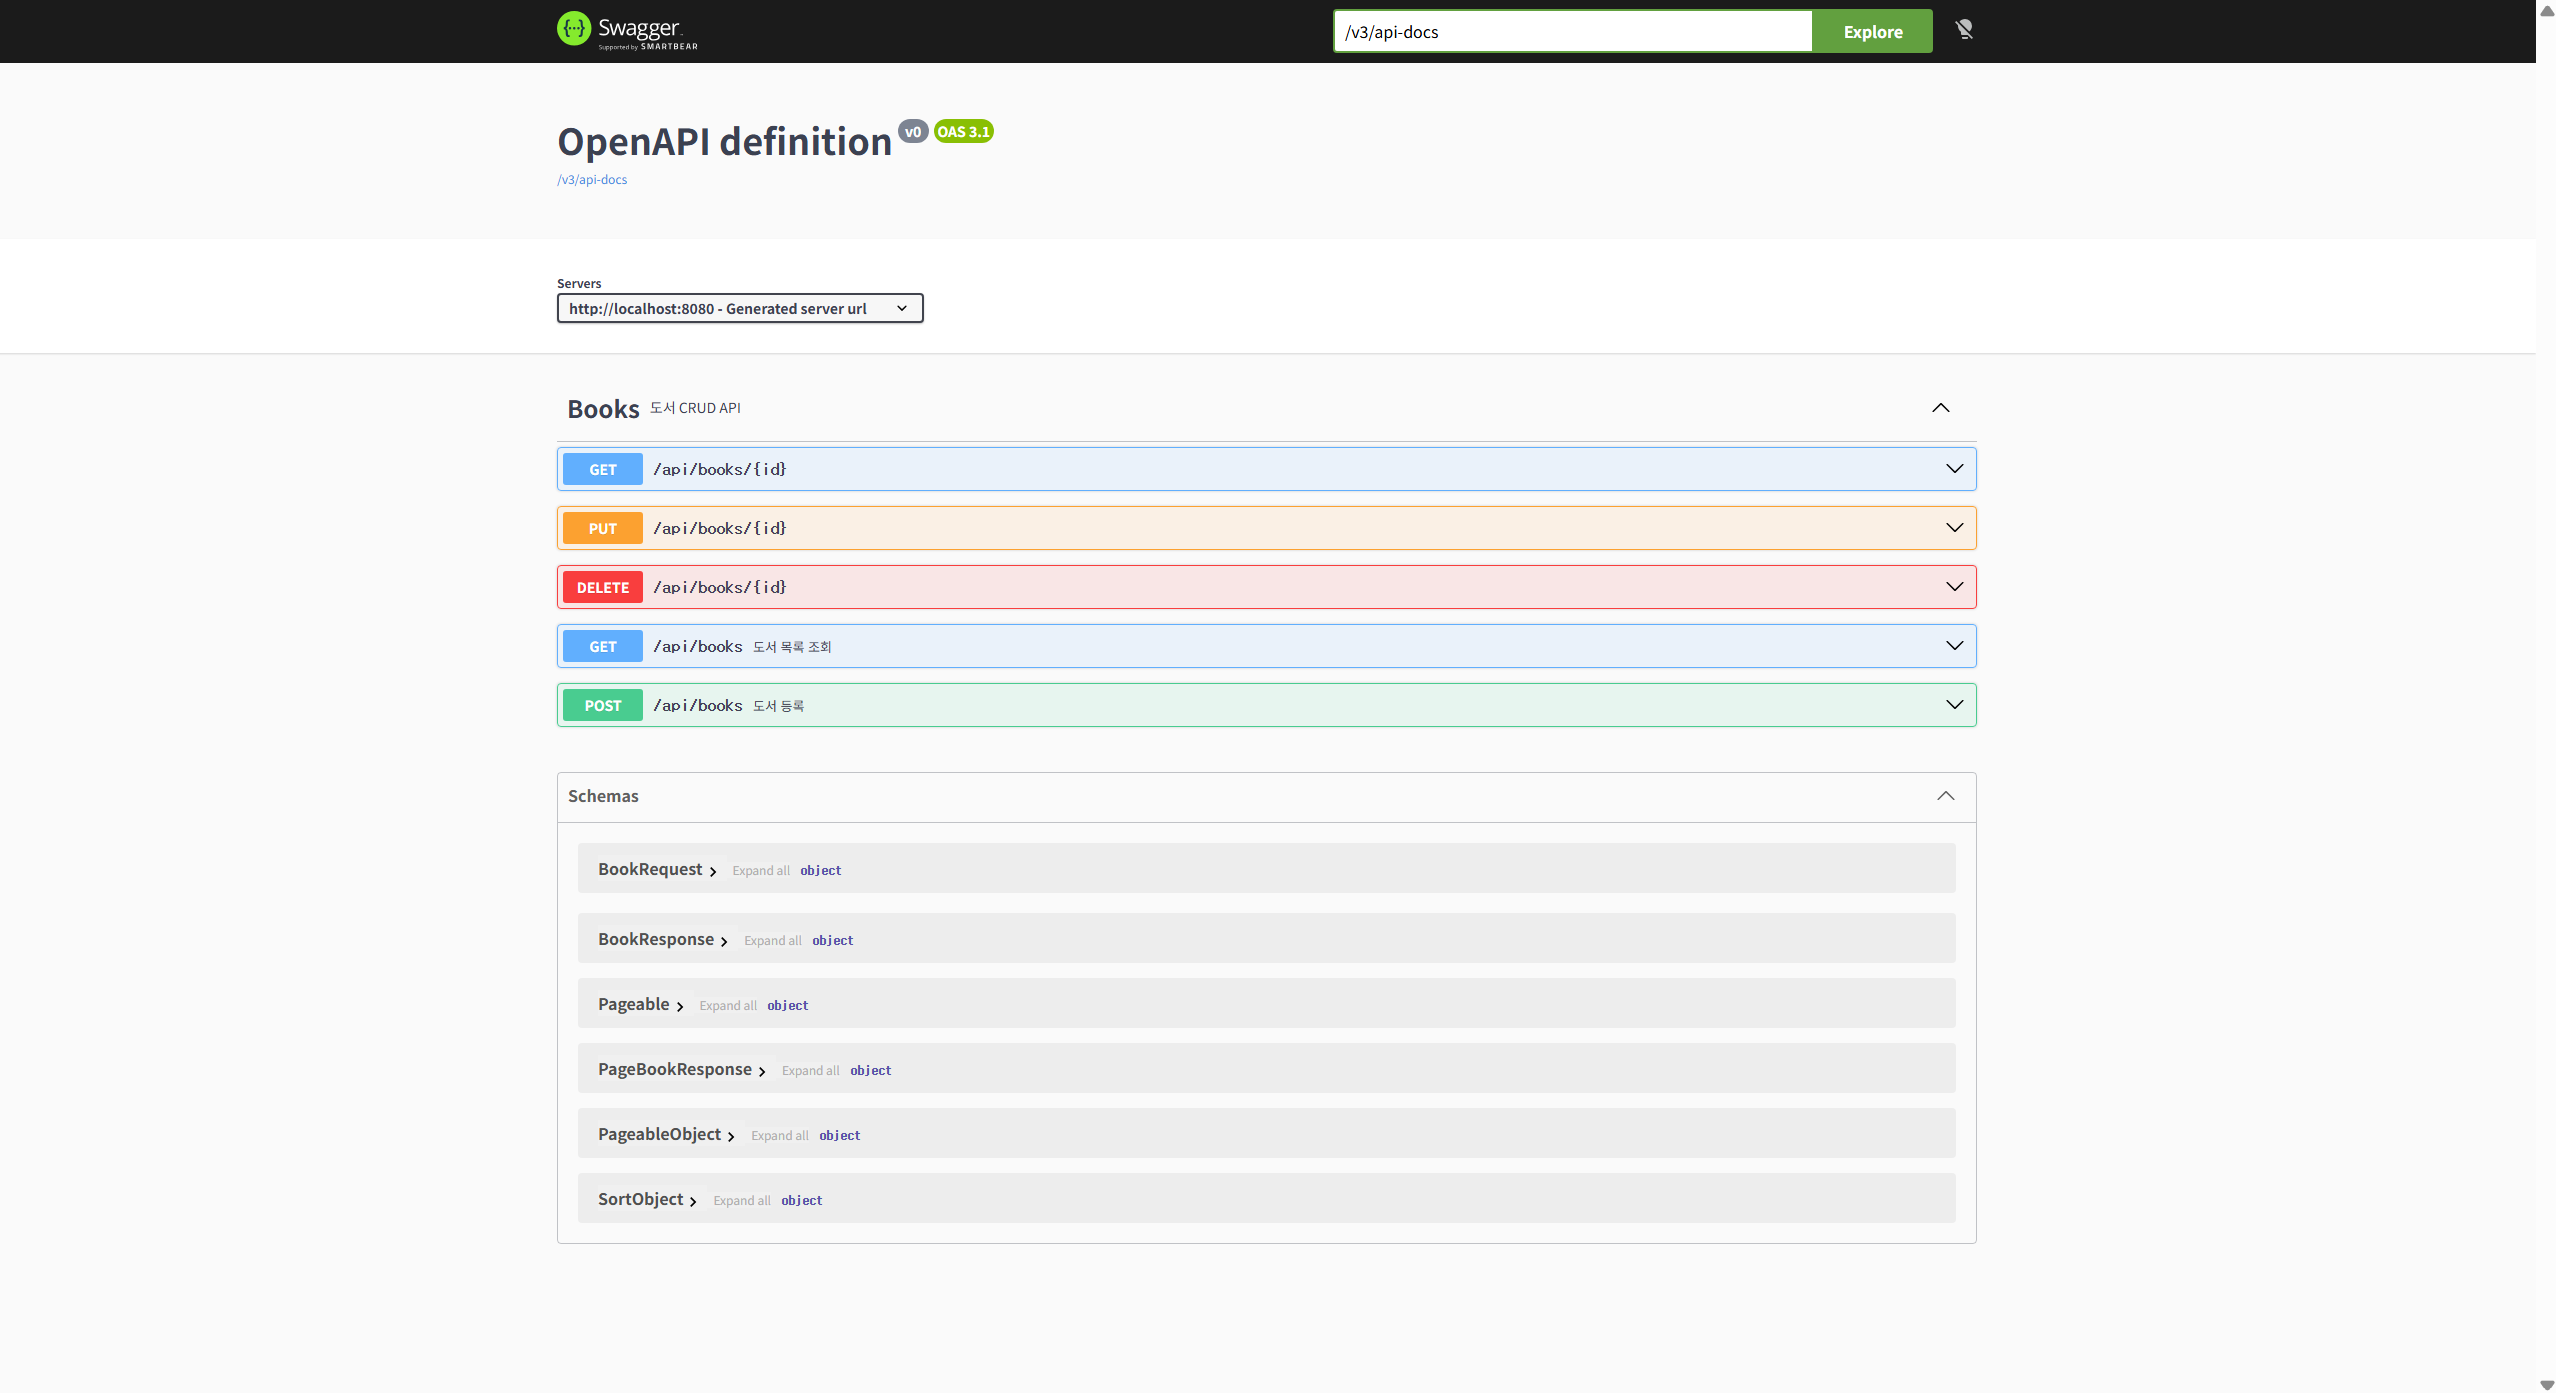 Swagger
Supported by SMARTBEAR
/v3/api-docs
Explore
OpenAPI definition v0 OAS 3.1
/v3/api-docs
Servers
http://localhost:8080 - Generated server url
Books 도서 CRUD API
GET /api/books/{id}
PUT /api/books/{id}
DELETE /api/books/{id}
GET /api/books 도서 목록 조회
POST /api/books 도서 등록
Schemas
BookRequest Expand all object
BookResponse Expand all object
Pageable Expand all object
PageBookResponse Expand all object
PageableObject Expand all object
SortObject Expand all object